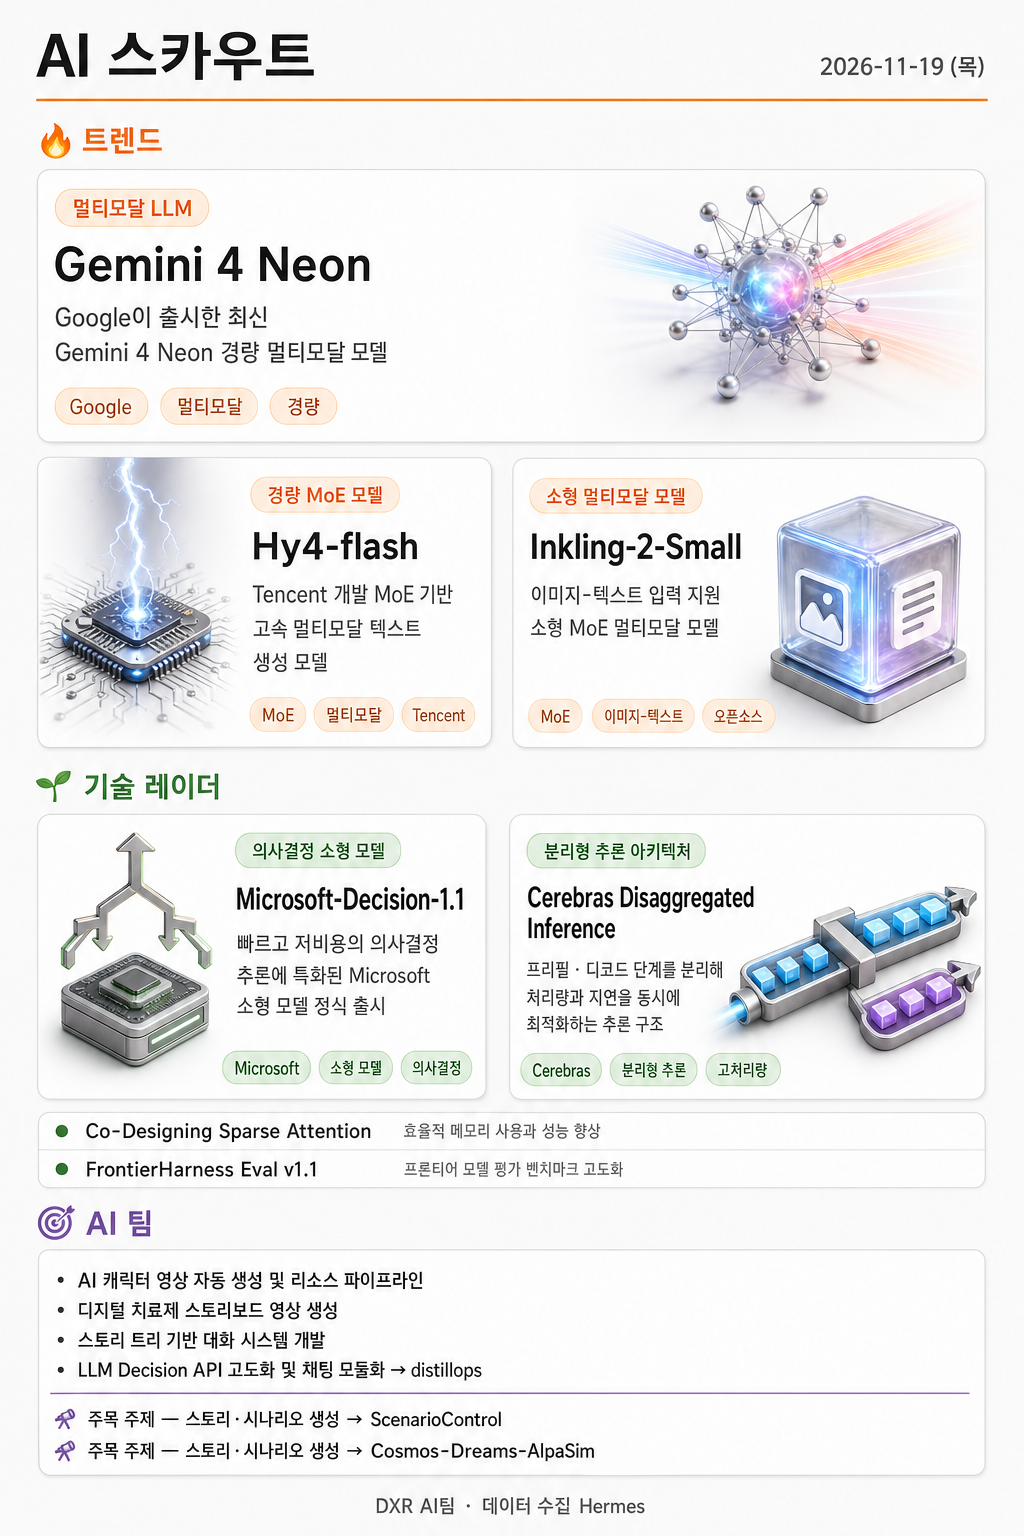 AI 스카우트
2026-11-19 (목)
트렌드
멀티모달 LLM
Gemini 4 Neon
Google이 출시한 최신
Gemini 4 Neon 경량 멀티모달 모델
Google
멀티모달
경량
경량 MoE 모델
Hy4-flash
Tencent 개발 MoE 기반
고속 멀티모달 텍스트
생성 모델
MoE
멀티모달
Tencent
소형 멀티모달 모델
Inkling-2-Small
이미지-텍스트 입력 지원
소형 MoE 멀티모달 모델
MoE
이미지-텍스트
오픈소스
기술 레이더
의사결정 소형 모델
Microsoft-Decision-1.1
빠르고 저비용의 의사결정
추론에 특화된 Microsoft
소형 모델 정식 출시
Microsoft
소형 모델
의사결정
분리형 추론 아키텍처
Cerebras Disaggregated
Inference
프리필 · 디코드 단계를 분리해
처리량과 지연을 동시에
최적화하는 추론 구조
Cerebras
분리형 추론
고처리량
Co-Designing Sparse Attention 효율적 메모리 사용과 성능 향상
FrontierHarness Eval v1.1 프론티어 모델 평가 벤치마크 고도화
AI 팀
• AI 캐릭터 영상 자동 생성 및 리소스 파이프라인
• 디지털 치료제 스토리보드 영상 생성
• 스토리 트리 기반 대화 시스템 개발
• LLM Decision API 고도화 및 채팅 모듈화 → distillops
주목 주제 — 스토리 · 시나리오 생성 → ScenarioControl
주목 주제 — 스토리 · 시나리오 생성 → Cosmos-Dreams-AlpaSim
DXR AI팀 · 데이터 수집 Hermes